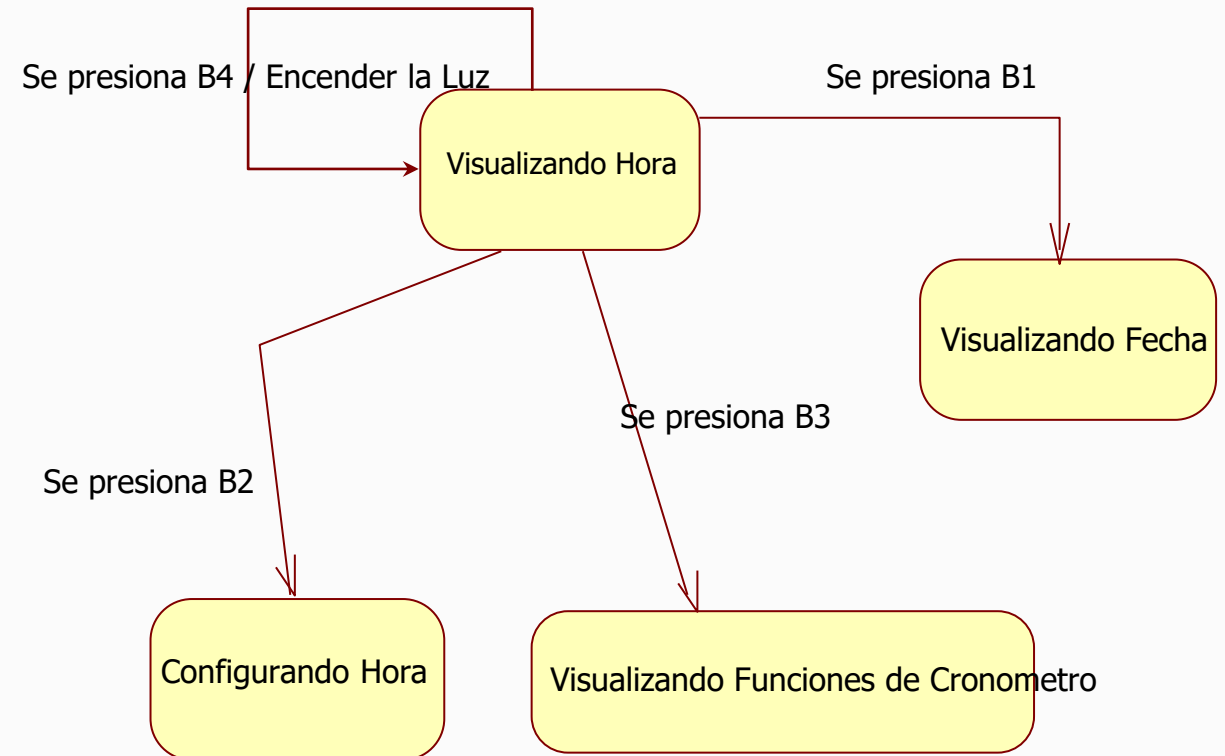 Se presiona B4 / Encender la Luz
Se presiona B1
Visualizando Hora
Visualizando Fecha
Se presiona B3
Se presiona B2
Configurando Hora
Visualizando Funciones de Cronometro